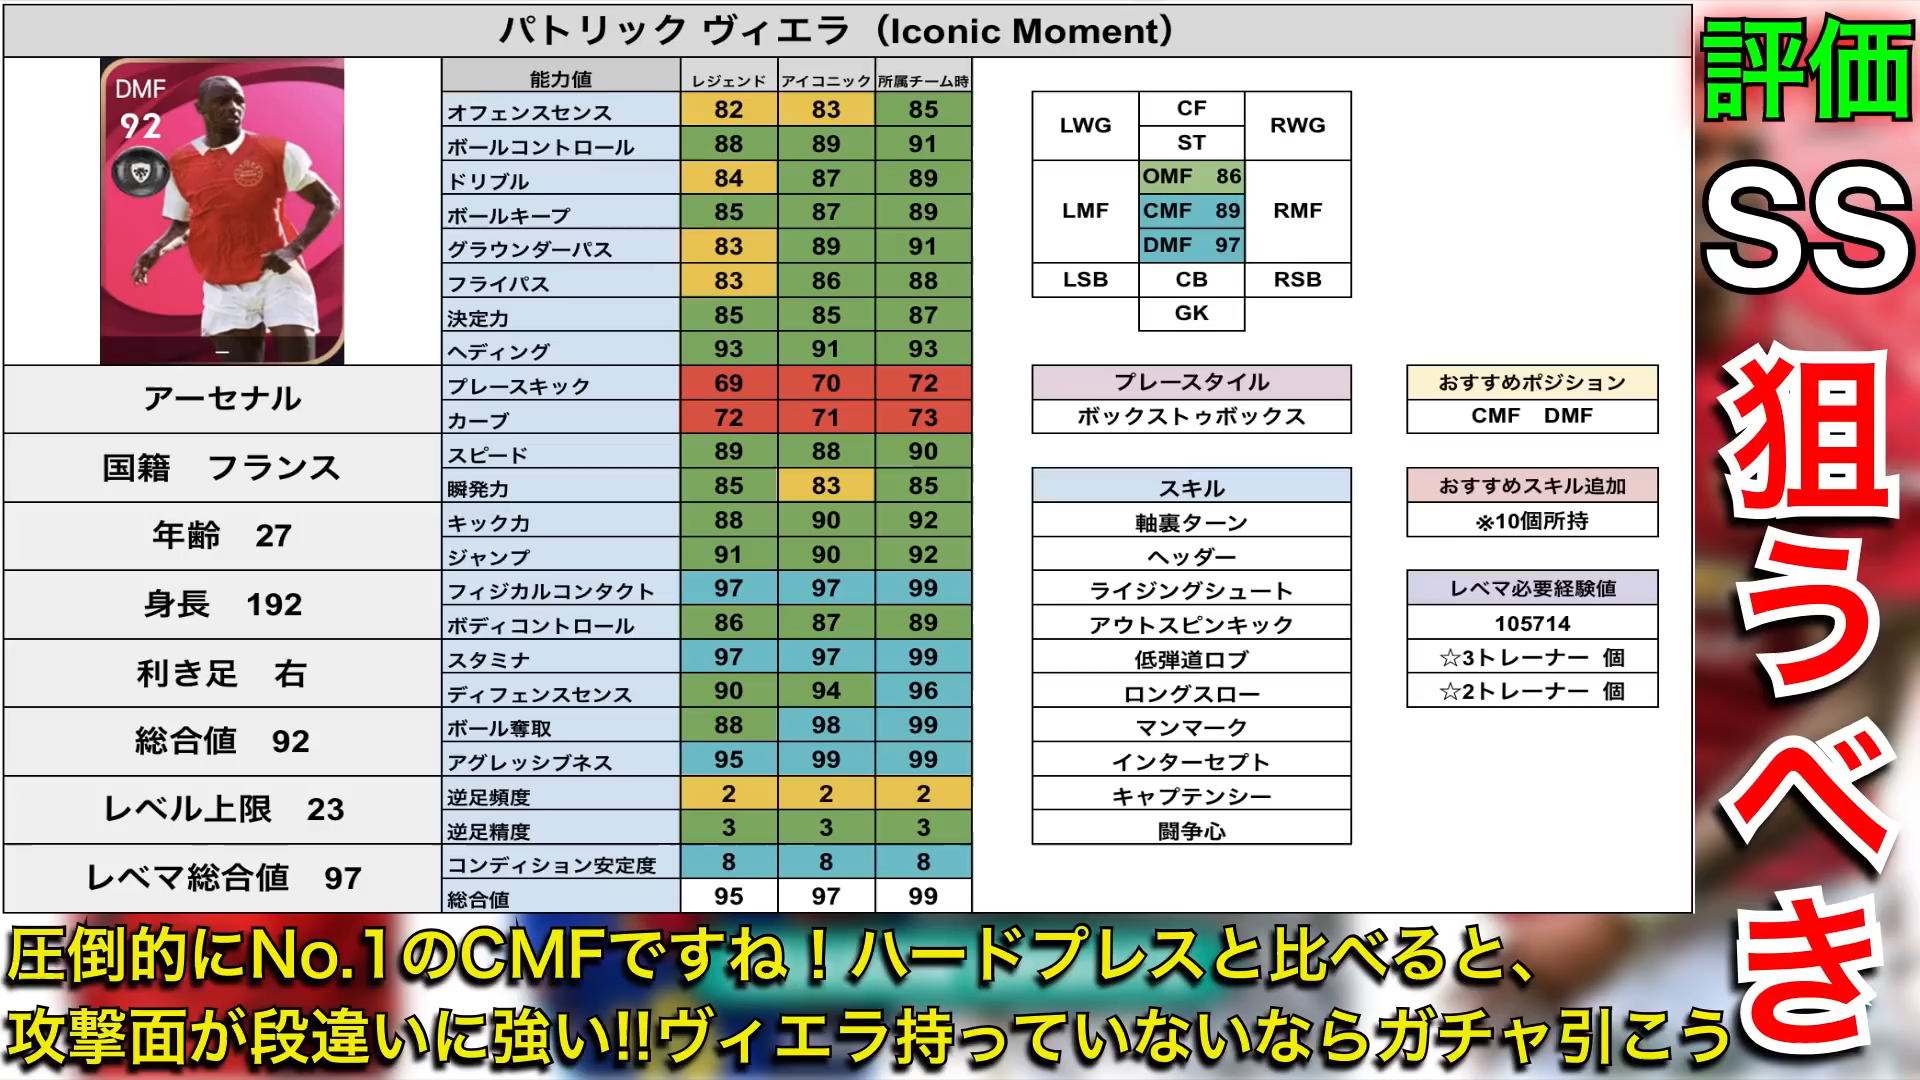 パトリック ヴィエラ（Iconic Moment）
DMF
92
アーセナル
国籍　フランス
年齢　27
身長　192
利き足　右
総合値　92
レベル上限　23
レベマ総合値　97
能力値 レジェンド アイコニック 所属チーム時
オフェンスセンス 82 83 85
ボールコントロール 88 89 91
ドリブル 84 87 89
ボールキープ 85 87 89
グラウンダーパス 83 89 91
フライパス 83 86 88
決定力 85 85 87
ヘディング 93 91 93
プレースキック 69 70 72
カーブ 72 71 73
スピード 89 88 90
瞬発力 85 83 85
キック力 88 90 92
ジャンプ 91 90 92
フィジカルコンタクト 97 97 99
ボディコントロール 86 87 89
スタミナ 97 97 99
ディフェンスセンス 90 94 96
ボール奪取 88 98 99
アグレッシブネス 95 99 99
逆足頻度 2 2 2
逆足精度 3 3 3
コンディション安定度 8 8 8
総合値 95 97 99
LWG CF RWG
ST
OMF 86
LMF CMF 89 RMF
DMF 97
LSB CB RSB
GK
プレースタイル
ボックストゥボックス
スキル
軸裏ターン
ヘッダー
ライジングシュート
アウトスピンキック
低弾道ロブ
ロングスロー
マンマーク
インターセプト
キャプテンシー
闘争心
おすすめポジション
CMF　DMF
おすすめスキル追加
※10個所持
レベマ必要経験値
105714
☆3トレーナー 個
☆2トレーナー 個
評価
SS
狙うべき
圧倒的にNo.1のCMFですね！ハードプレスと比べると、
攻撃面が段違いに強い!!ヴィエラ持っていないならガチャ引こう